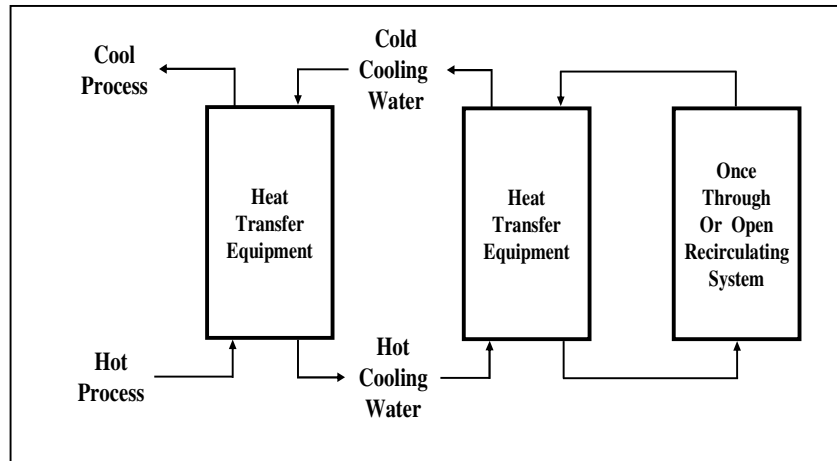 Cool
Process
Cold
Cooling
Water
Heat
Transfer
Equipment
Heat
Transfer
Equipment
Once
Through
Or Open
Recirculating
System
Hot
Process
Hot
Cooling
Water